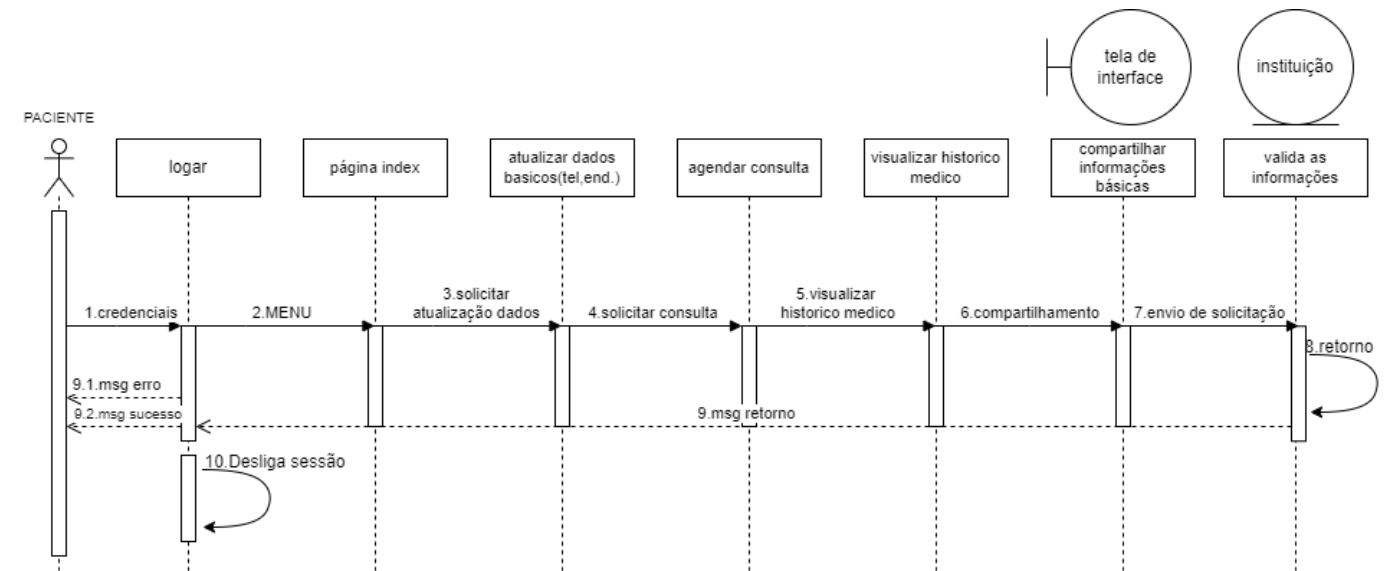 tela de
interface
instituição
PACIENTE
logar
página index
atualizar dados
basicos(tel,end.)
agendar consulta
visualizar historico
medico
compartilhar
informações
básicas
valida as
informações
1.credenciais
2.MENU
3.solicitar
atualização dados
4.solicitar consulta
5.visualizar
historico medico
6.compartilhamento
7.envio de solicitação
8.retorno
9.1.msg erro
9.2.msg sucesso
9.msg retorno
10.Desliga sessão